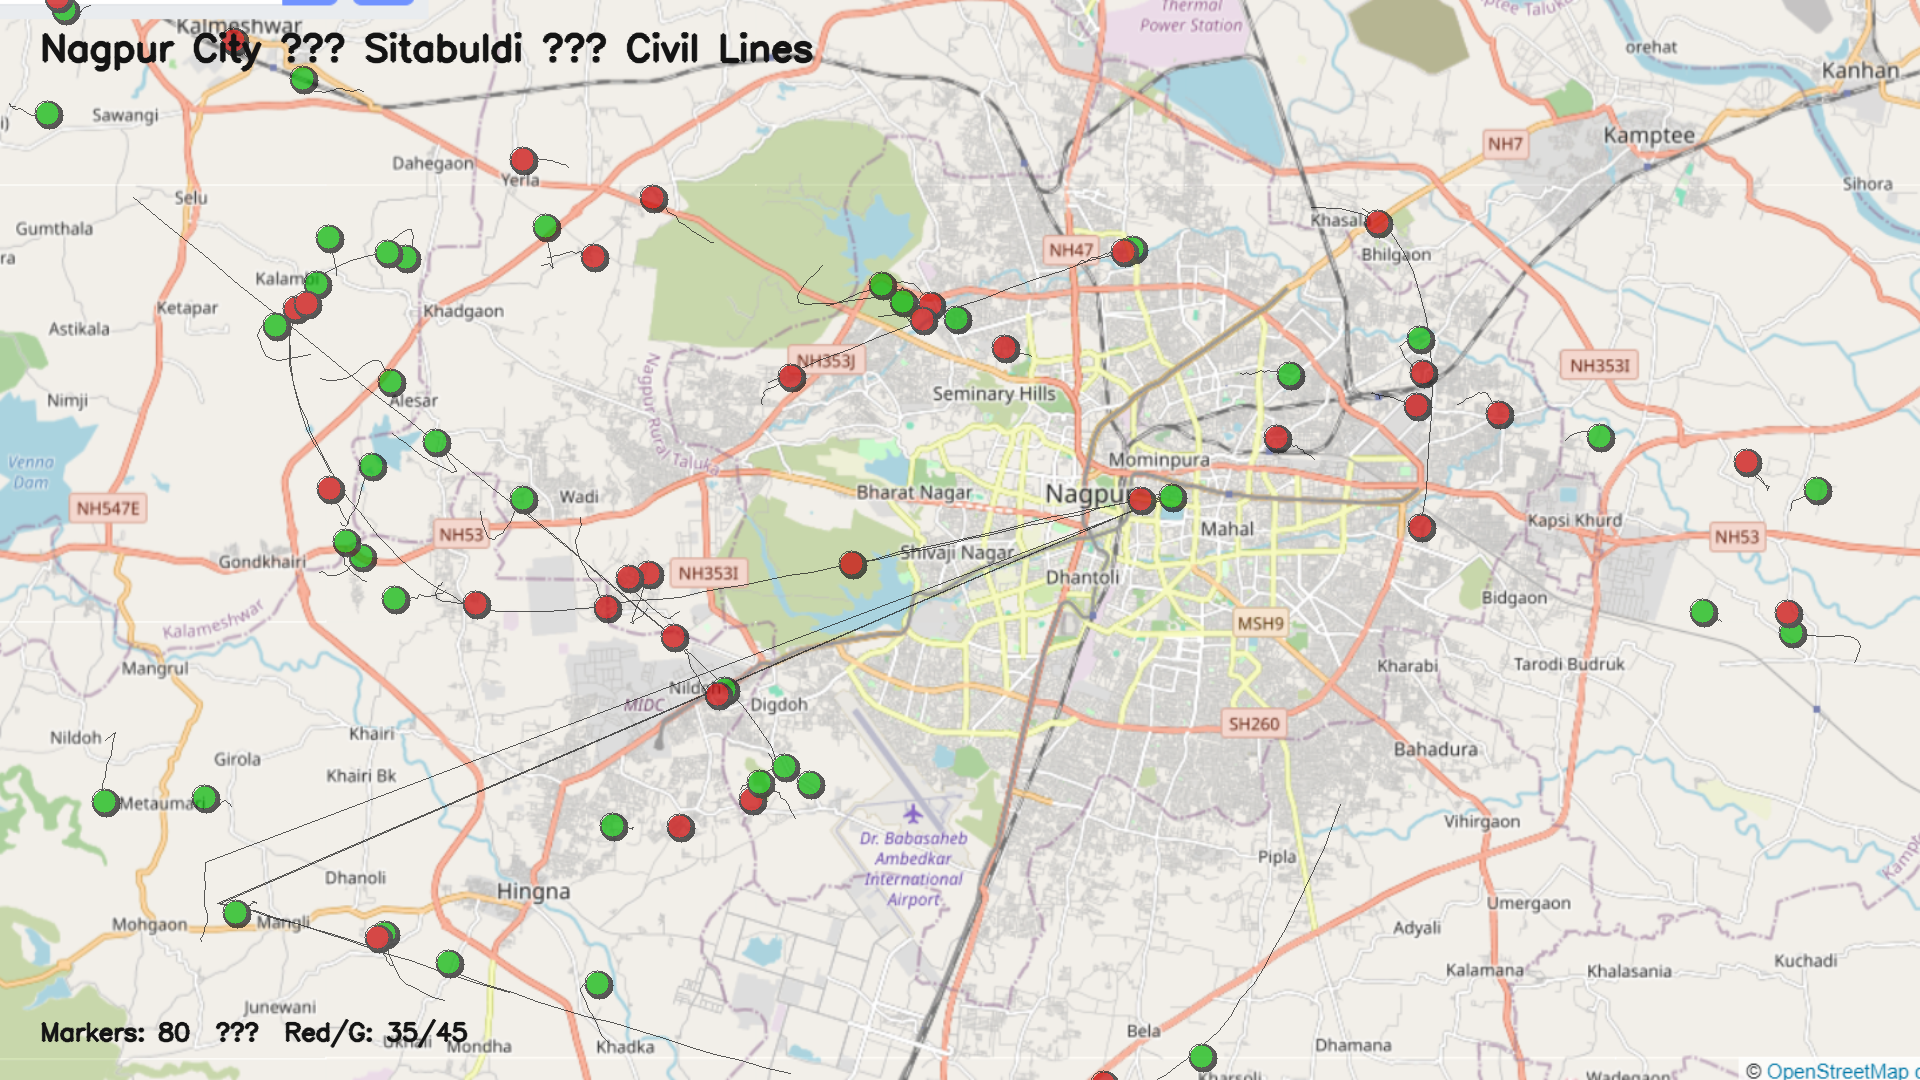 Kalmeshwar
Nagpur City ??? Sitabuldi ??? Civil Lines
Thermal
Power Station
orehat
Kanhan
Sawangi
Kamptee
NH7
Dahegaon
Yerla
Selu
Sihora
Gumthala
Khasala
NH47
Bhilgaon
Kalambi
Ketapar
Khadgaon
Astikala
NH353J
NH353I
Nagpur Rural Taluka
Seminary Hills
Nimji
Alesar
Mominpura
Venna
Dam
NH547E
Wadi
Bharat Nagar
Nagpur
Mahal
Kapsi Khurd
NH53
NH53
Gondkhairi
Shivaji Nagar
NH353I
Dhantoli
Bidgaon
Kalameshwar
MSH9
Mangrul
Kharabi
Tarodi Budruk
Nildoh
MIDC
Digdoh
SH260
Nildoh
Khairi
Bahadura
Girola
Khairi Bk
Metaumari
Vihirgaon
Dr. Babasaheb
Ambedkar
International
Airport
Pipla
Dhanoli
Hingna
Umergaon
Mohgaon
Mangli
Adyali
Kuchadi
Kalamana
Khalasania
Junewani
Markers: 80 ??? Red/G: 35/45
Ukhali
Mondha
Khadka
Bela
Dhamana
Kharsoli
Wadegaon
© OpenStreetMap c